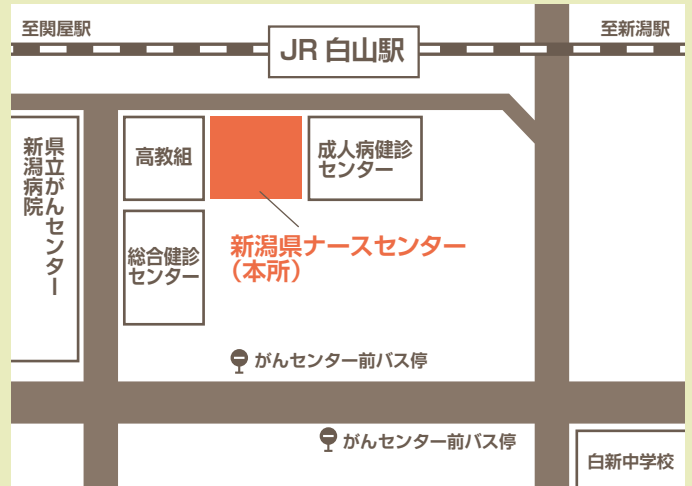 至関屋駅
JR 白山駅
至新潟駅
県立がんセンター
新潟病院
高教組
成人病健診
センター
総合健診
センター
新潟県ナースセンター
（本所）
がんセンター前バス停
がんセンター前バス停
白新中学校